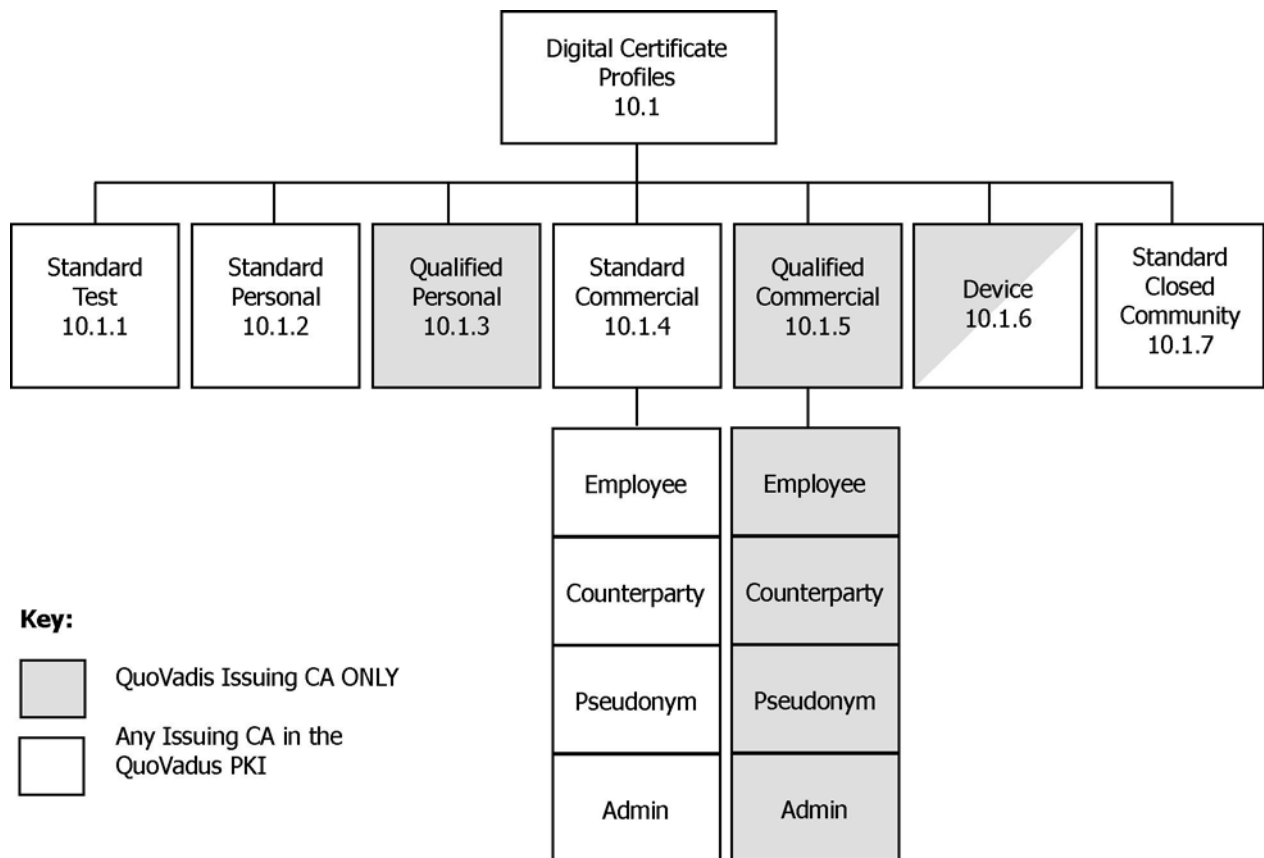 Digital Certificate
Profiles
10.1
Standard
Test
10.1.1
Standard
Personal
10.1.2
Qualified
Personal
10.1.3
Standard
Commercial
10.1.4
Qualified
Commercial
10.1.5
Device
10.1.6
Standard
Closed
Community
10.1.7
Employee
Counterparty
Pseudonym
Admin
Employee
Counterparty
Pseudonym
Admin
Key:
QuoVadis Issuing CA ONLY
Any Issuing CA in the
QuoVadus PKI